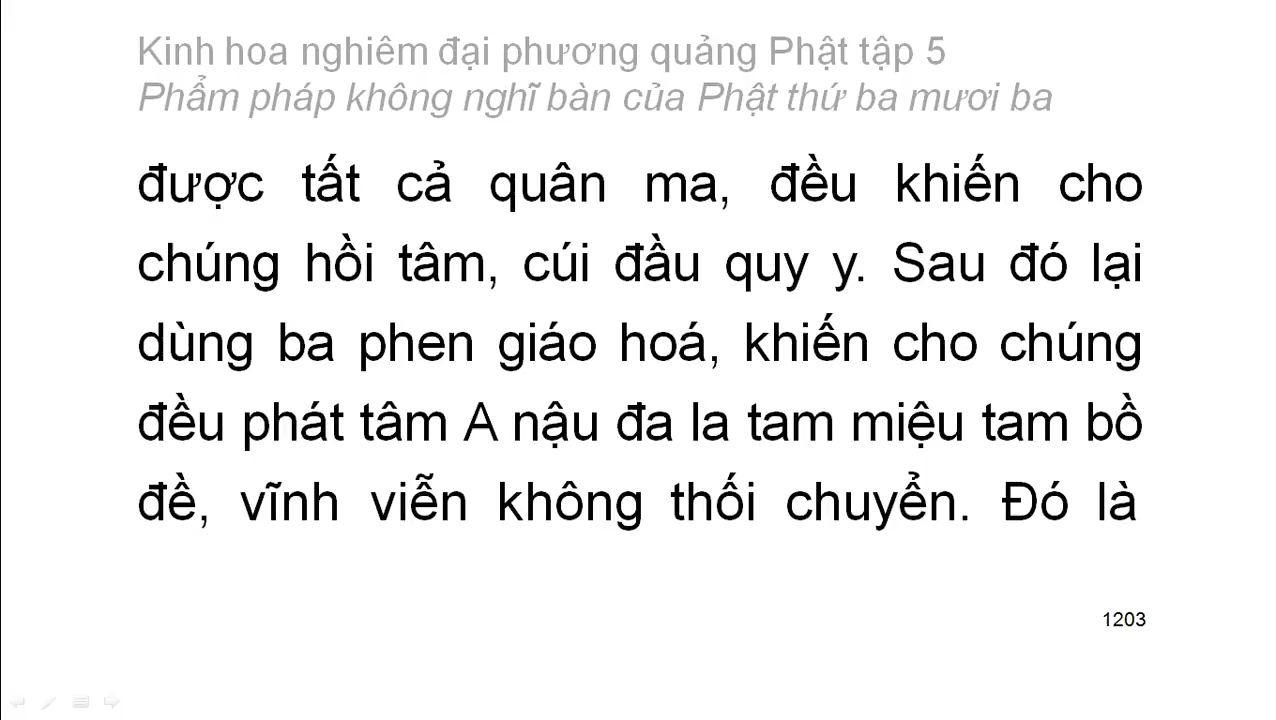 Kinh hoa nghiêm đại phương quảng Phật tập 5
Phẩm pháp không nghĩ bàn của Phật thứ ba mươi ba
được tất cả quân ma, đều khiến cho
chúng hồi tâm, cúi đầu quy y. Sau đó lại
dùng ba phen giáo hoá, khiến cho chúng
đều phát tâm A nậu đa la tam miệu tam bồ
đề, vĩnh viễn không thối chuyển. Đó là
1203